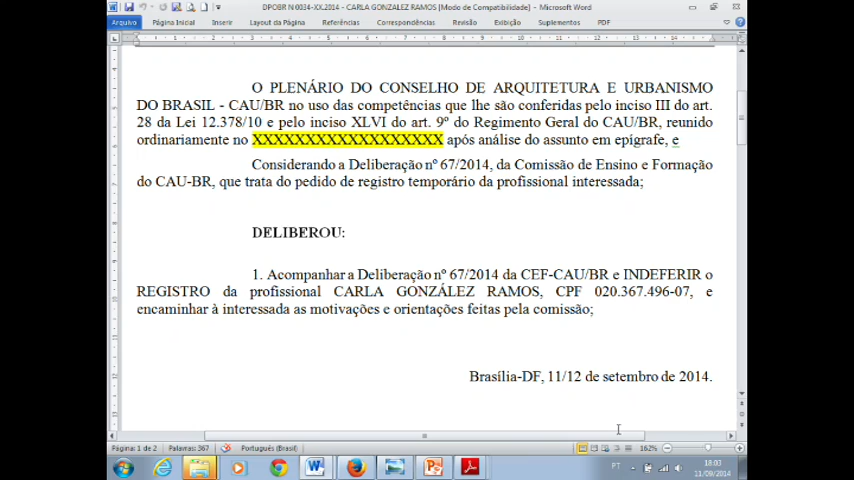 DPOBR N 0034-XX.2014 - CARLA GONZALEZ RAMOS [Modo de Compatibilidade] - Microsoft Word
Arquivo Página Inicial Inserir Layout da Página Referências Correspondências Revisão Exibição Suplementos PDF
O PLENÁRIO DO CONSELHO DE ARQUITETURA E URBANISMO
DO BRASIL - CAU/BR no uso das competências que lhe são conferidas pelo inciso III do art.
28 da Lei 12.378/10 e pelo inciso XLVI do art. 9º do Regimento Geral do CAU/BR, reunido
ordinariamente no XXXXXXXXXXXXXXXXXX após análise do assunto em epígrafe, e
Considerando a Deliberação nº 67/2014, da Comissão de Ensino e Formação
do CAU-BR, que trata do pedido de registro temporário da profissional interessada;
DELIBEROU:
1. Acompanhar a Deliberação nº 67/2014 da CEF-CAU/BR e INDEFERIR o
REGISTRO da profissional CARLA GONZÁLEZ RAMOS, CPF 020.367.496-07, e
encaminhar à interessada as motivações e orientações feitas pela comissão;
Brasília-DF, 11/12 de setembro de 2014.
Página: 1 de 2 Palavras: 367 Português (Brasil) 162%
PT 18:03
11/09/2014